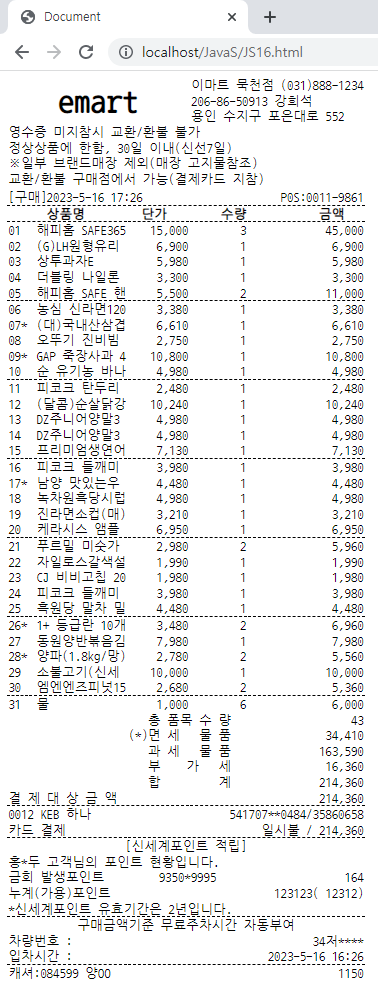 Document
localhost/JavaS/JS16.html
emart
이마트 묵천점 (031)888-1234
206-86-50913 강희석
용인 수지구 포은대로 552
영수증 미지참시 교환/환불 불가
정상상품에 한함, 30일 이내(신선7일)
※일부 브랜드매장 제외(매장 고지물참조)
교환/환불 구매점에서 가능(결제카드 지참)
[구매]2023-5-16 17:26 POS:0011-9861
상품명 단가 수량 금액
01 해피홈 SAFE365 15,000 3 45,000
02 (G)LH원형유리 6,900 1 6,900
03 상투과자E 5,980 1 5,980
04 더블링 나일론 3,300 1 3,300
05 해피홈 SAFE 핸 5,500 2 11,000
06 농심 신라면120 3,380 1 3,380
07* (대)국내산삼겹 6,610 1 6,610
08 오뚜기 진비빔 2,750 1 2,750
09* GAP 죽장사과 4 10,800 1 10,800
10 순 유기농 바나 4,980 1 4,980
11 피코크 탄두리 2,480 1 2,480
12 (달콤)순살닭강 10,240 1 10,240
13 DZ주니어양말3 4,980 1 4,980
14 DZ주니어양말3 4,980 1 4,980
15 프리미엄생연어 7,130 1 7,130
16 피코크 들깨미 3,980 1 3,980
17* 남양 맛있는우 4,480 1 4,480
18 녹차원흑당시럽 4,980 1 4,980
19 진라면소컵(매) 3,210 1 3,210
20 케라시스 앰플 6,950 1 6,950
21 푸르밀 미숫가 2,980 2 5,960
22 자일로스갈색설 1,990 1 1,990
23 CJ 비비고칩 20 1,980 1 1,980
24 피코크 들깨미 3,980 1 3,980
25 흑원당 말차 밀 4,480 1 4,480
26* 1+ 등급란 10개 3,480 2 6,960
27 동원양반볶음김 7,980 1 7,980
28* 양파(1.8kg/망) 2,780 2 5,560
29 소불고기(신세 10,000 1 10,000
30 엠엔엔즈피넛15 2,680 2 5,360
31 물 1,000 6 6,000
총 품목 수 량 43
(*)면 세 물 품 34,410
과 세 물 품 163,590
부 가 세 16,360
합 계 214,360
결 제 대 상 금 액 214,360
0012 KEB 하나 541707**0484/35860658
카드 결제 일시불 / 214,360
[신세계포인트 적립]
홍*두 고객님의 포인트 현황입니다.
금회 발생포인트 9350*9995 164
누계(가용)포인트 123123( 12312)
*신세계포인트 유효기간은 2년입니다.
구매금액기준 무료주차시간 자동부여
차량번호 : 34저****
입차시간 : 2023-5-16 16:26
캐셔:084599 양OO 1150